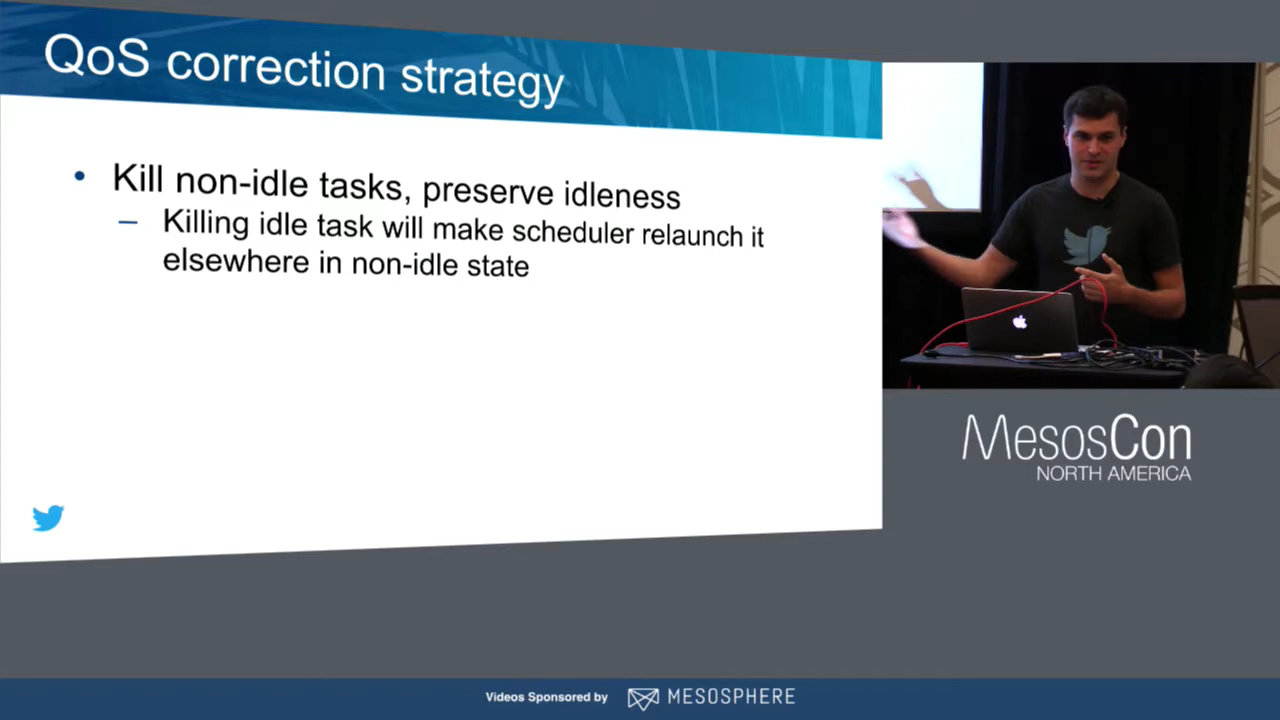 QoS correction strategy
• Kill non-idle tasks, preserve idleness
– Killing idle task will make scheduler relaunch it
elsewhere in non-idle state
MesosCon
NORTH AMERICA
Videos Sponsored by MESOSPHERE